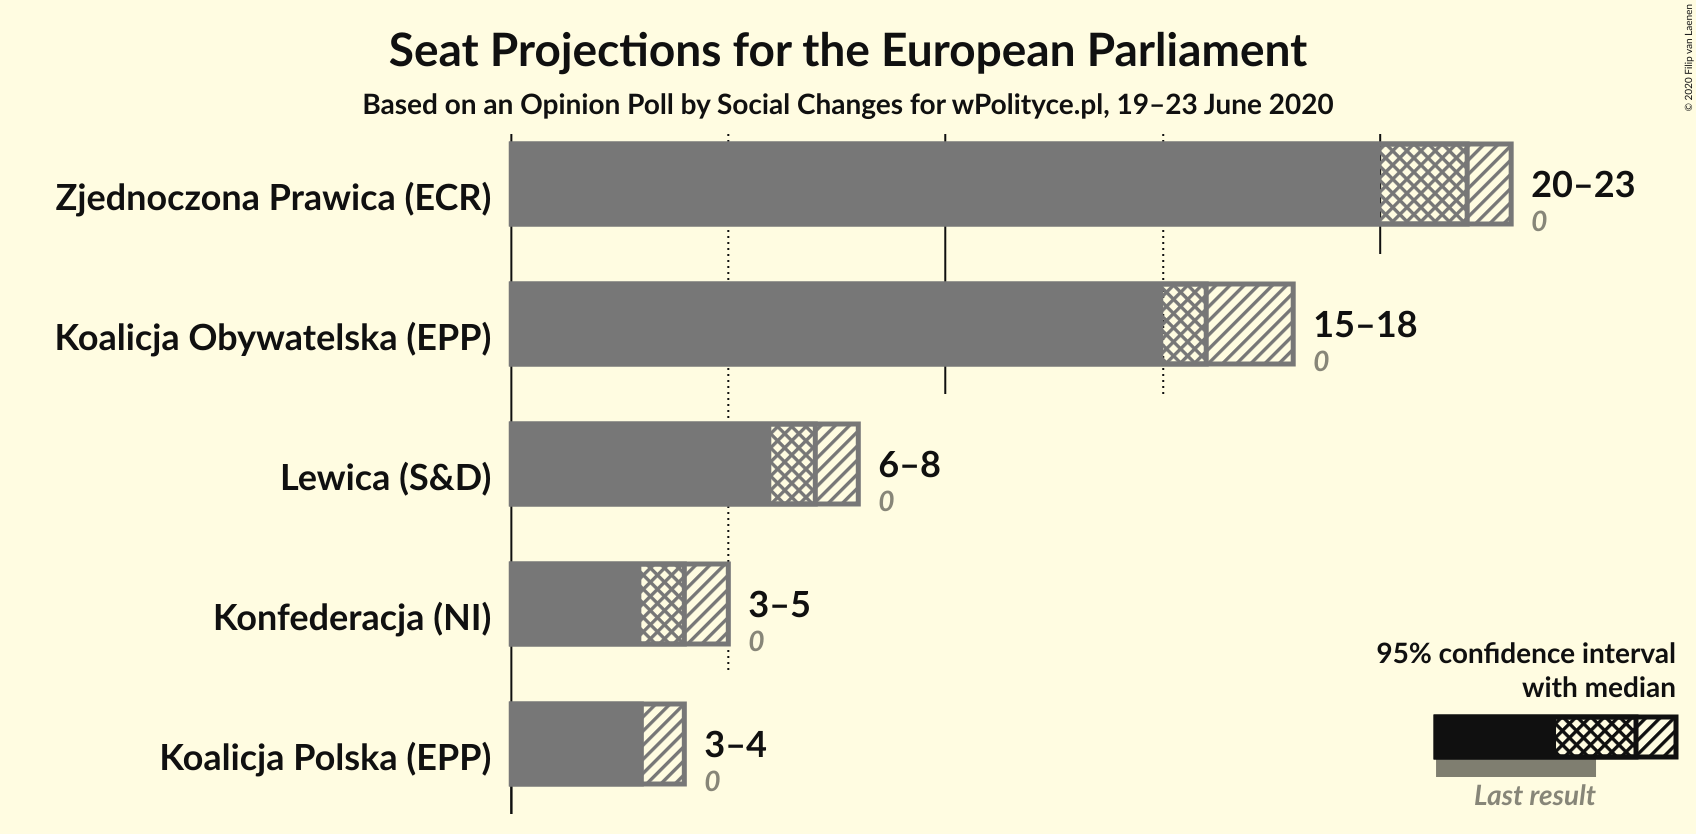 Seat Projections for the European Parliament
Based on an Opinion Poll by Social Changes for wPolityce.pl, 19–23 June 2020
© 2020 Filip van Laenen
Zjednoczona Prawica (ECR)
20–23
0
Koalicja Obywatelska (EPP)
15–18
0
Lewica (S&D)
6–8
0
Konfederacja (NI)
3–5
0
Koalicja Polska (EPP)
3–4
0
95% confidence interval
with median
Last result